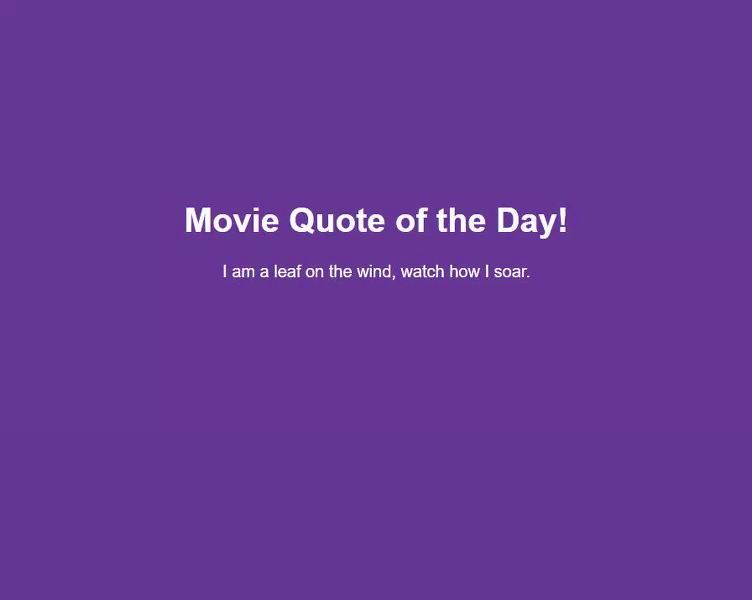 Movie Quote of the Day!
I am a leaf on the wind, watch how I soar.